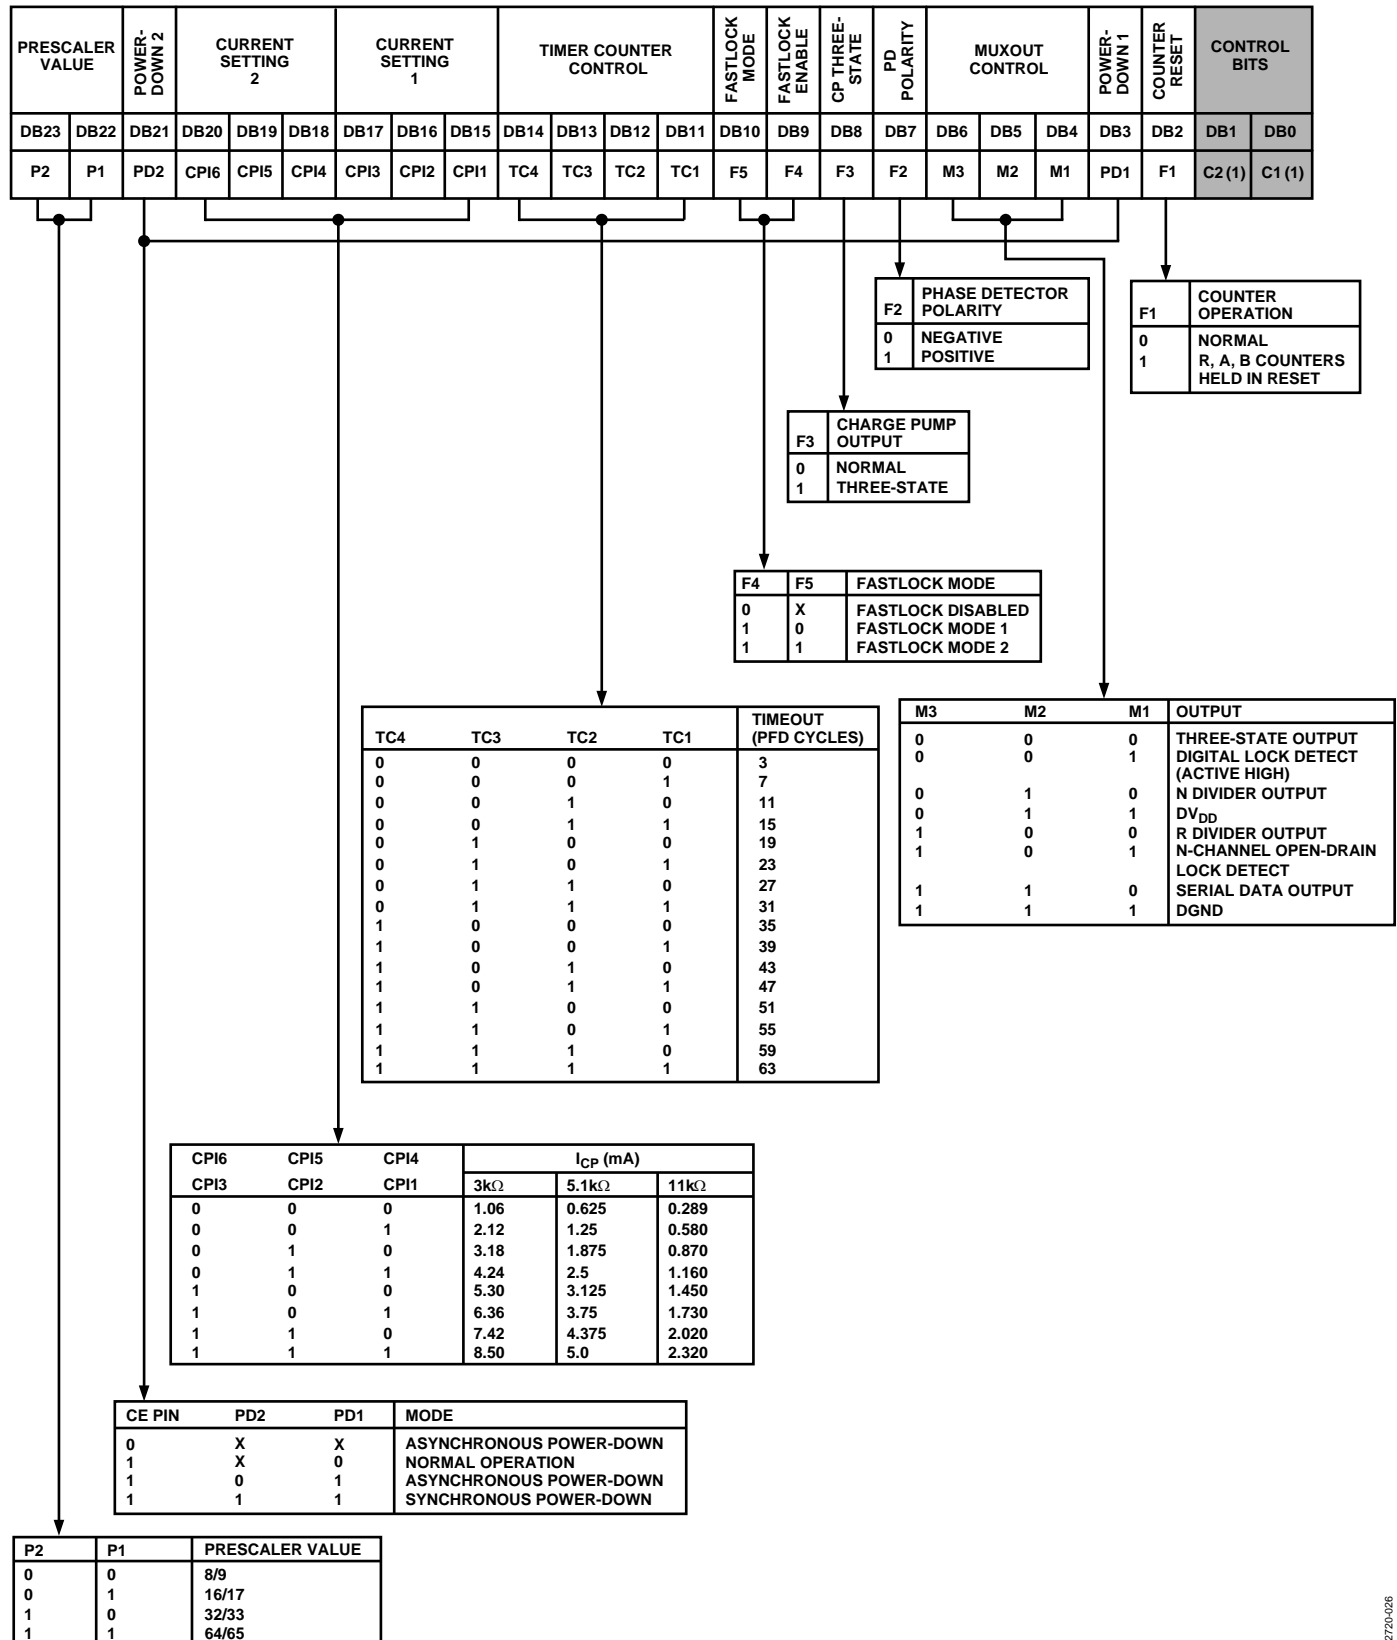 PRESCALER VALUE
POWER-DOWN 2
CURRENT SETTING 2
CURRENT SETTING 1
TIMER COUNTER CONTROL
FASTLOCK MODE
FASTLOCK ENABLE
CP THREE-STATE
PD POLARITY
MUXOUT CONTROL
POWER-DOWN 1
COUNTER RESET
CONTROL BITS
DB23 DB22 DB21 DB20 DB19 DB18 DB17 DB16 DB15 DB14 DB13 DB12 DB11 DB10 DB9 DB8 DB7 DB6 DB5 DB4 DB3 DB2 DB1 DB0
P2 P1 PD2 CPI6 CPI5 CPI4 CPI3 CPI2 CPI1 TC4 TC3 TC2 TC1 F5 F4 F3 F2 M3 M2 M1 PD1 F1 C2 (1) C1 (1)
F2 PHASE DETECTOR POLARITY
0 NEGATIVE
1 POSITIVE
F1 COUNTER OPERATION
0 NORMAL
1 R, A, B COUNTERS HELD IN RESET
F3 CHARGE PUMP OUTPUT
0 NORMAL
1 THREE-STATE
F4 F5 FASTLOCK MODE
0 X FASTLOCK DISABLED
1 0 FASTLOCK MODE 1
1 1 FASTLOCK MODE 2
TC4 TC3 TC2 TC1 TIMEOUT (PFD CYCLES)
0 0 0 0 3
0 0 0 1 7
0 0 1 0 11
0 0 1 1 15
0 1 0 0 19
0 1 0 1 23
0 1 1 0 27
0 1 1 1 31
1 0 0 0 35
1 0 0 1 39
1 0 1 0 43
1 0 1 1 47
1 1 0 0 51
1 1 0 1 55
1 1 1 0 59
1 1 1 1 63
M3 M2 M1 OUTPUT
0 0 0 THREE-STATE OUTPUT
0 0 1 DIGITAL LOCK DETECT (ACTIVE HIGH)
0 1 0 N DIVIDER OUTPUT
0 1 1 DVDD
1 0 0 R DIVIDER OUTPUT
1 0 1 N-CHANNEL OPEN-DRAIN LOCK DETECT
1 1 0 SERIAL DATA OUTPUT
1 1 1 DGND
CPI6 CPI5 CPI4 ICP (mA)
CPI3 CPI2 CPI1 3kΩ 5.1kΩ 11kΩ
0 0 0 1.06 0.625 0.289
0 0 1 2.12 1.25 0.580
0 1 0 3.18 1.875 0.870
0 1 1 4.24 2.5 1.160
1 0 0 5.30 3.125 1.450
1 0 1 6.36 3.75 1.730
1 1 0 7.42 4.375 2.020
1 1 1 8.50 5.0 2.320
CE PIN PD2 PD1 MODE
0 X X ASYNCHRONOUS POWER-DOWN
1 X 0 NORMAL OPERATION
1 0 1 ASYNCHRONOUS POWER-DOWN
1 1 1 SYNCHRONOUS POWER-DOWN
P2 P1 PRESCALER VALUE
0 0 8/9
0 1 16/17
1 0 32/33
1 1 64/65
2720-026